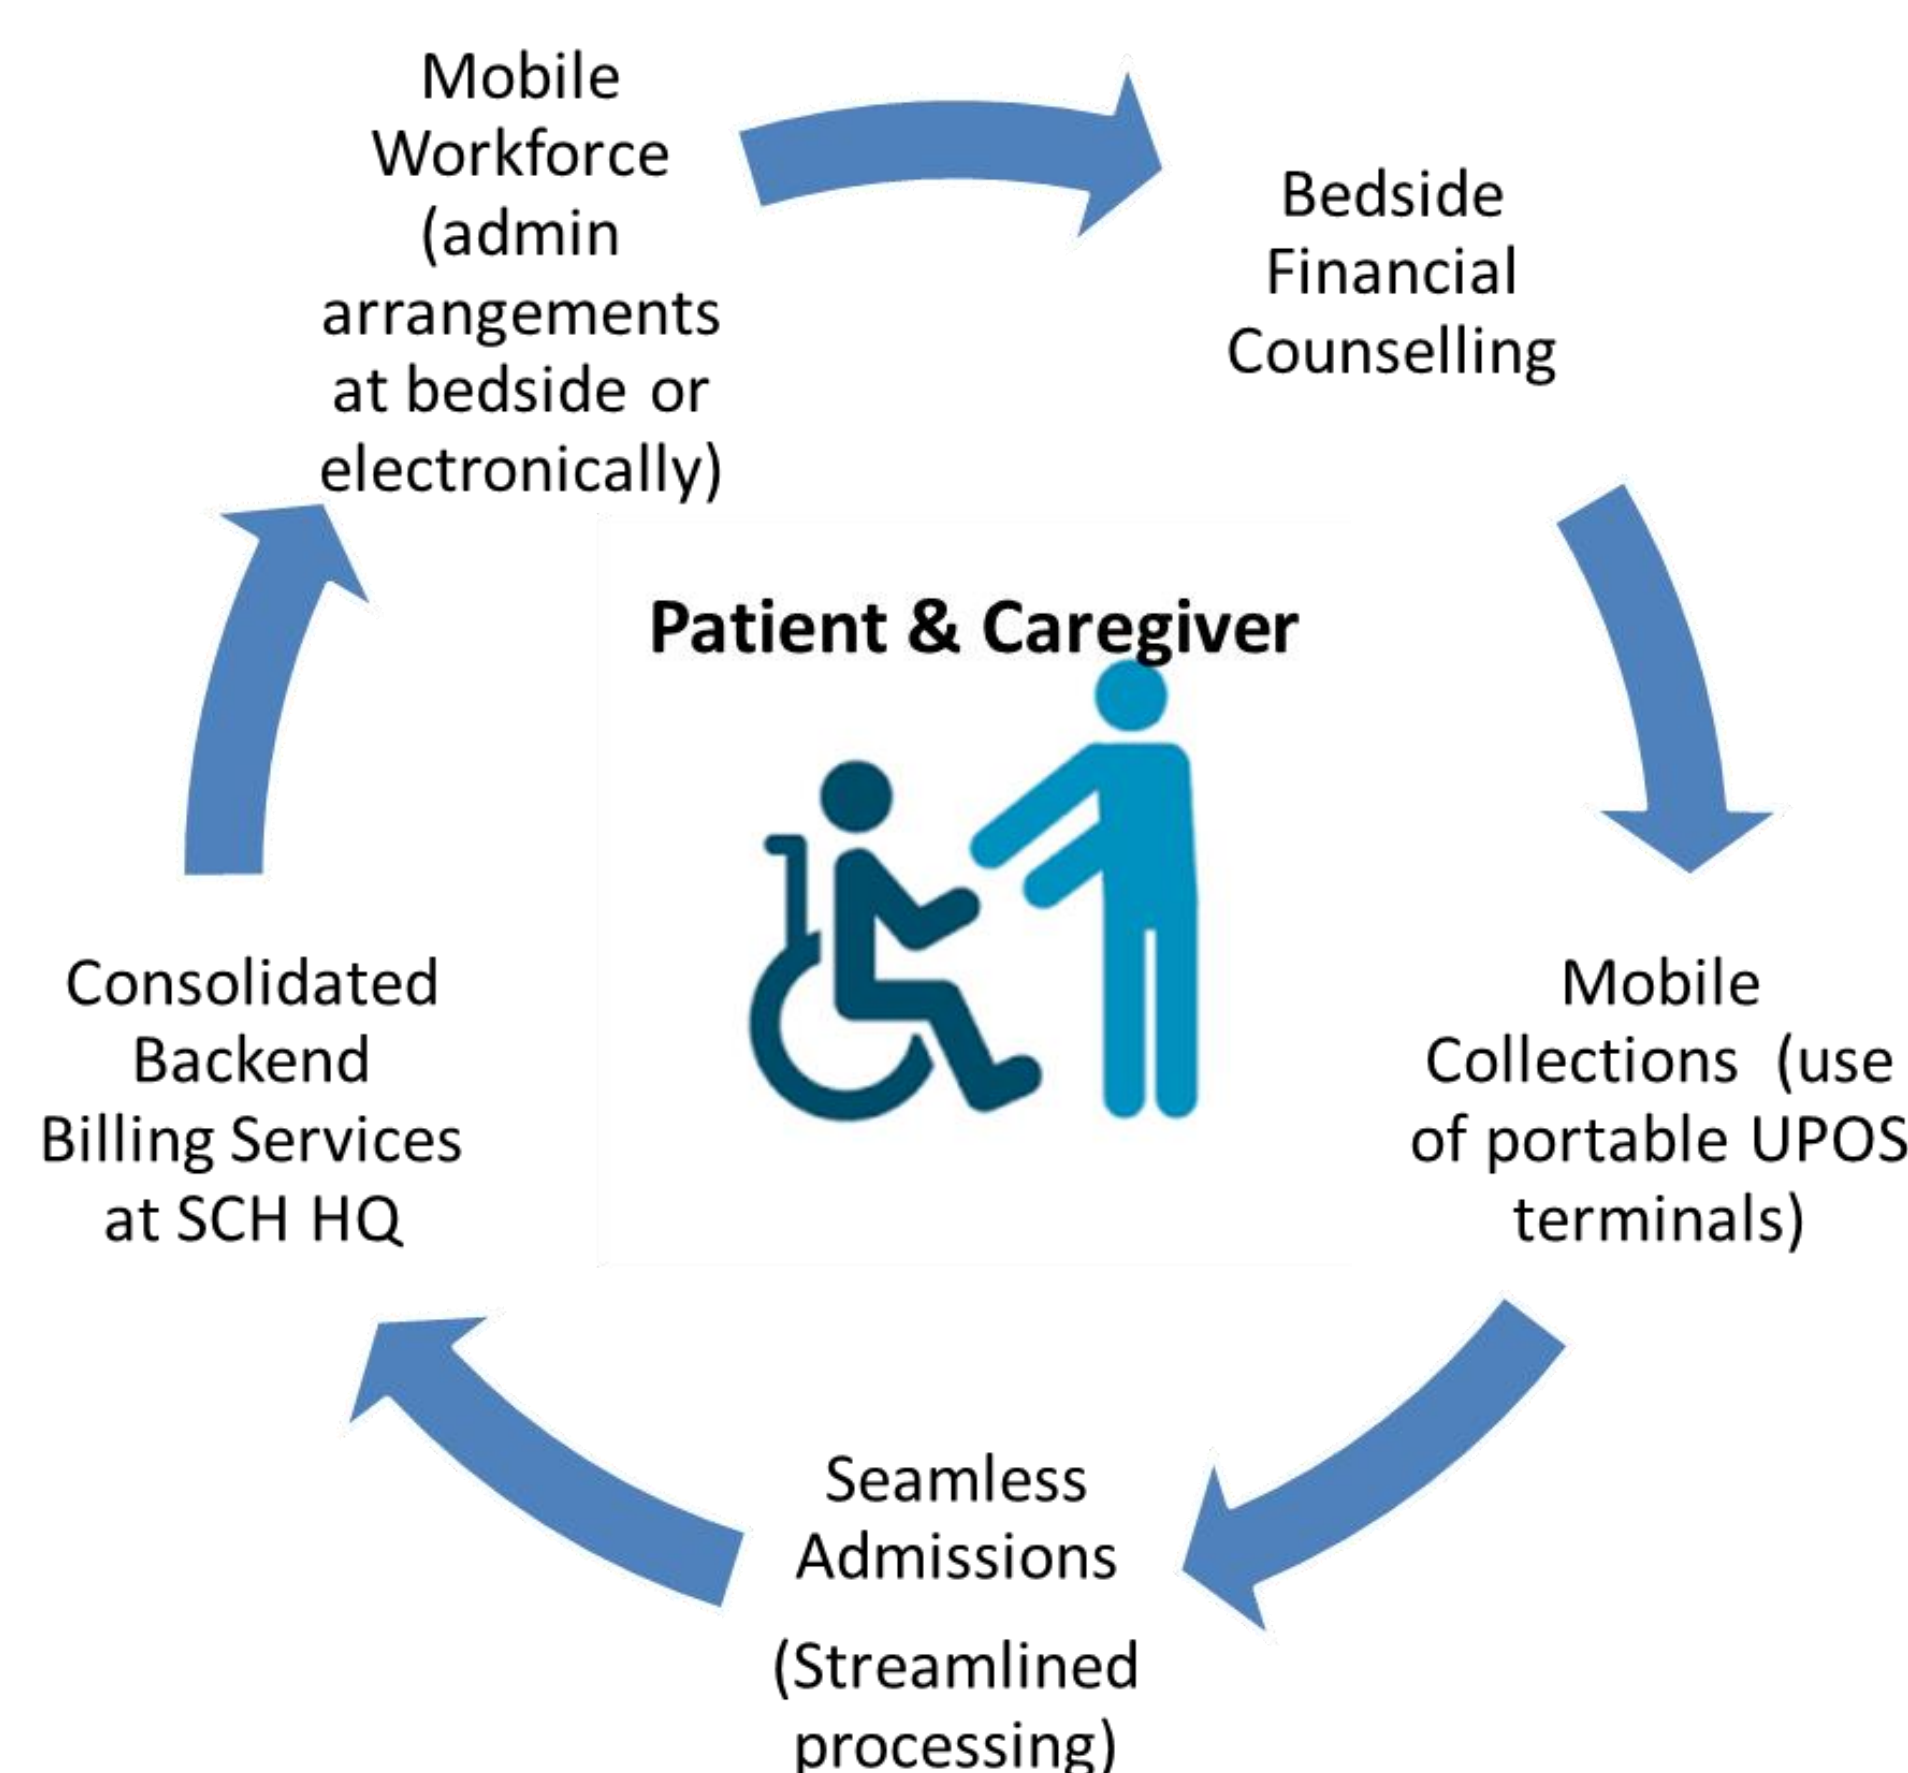 Mobile
Workforce
(admin
arrangements
at bedside or
electronically)
Bedside
Financial
Counselling
Patient & Caregiver
Consolidated
Backend
Billing Services
at SCH HQ
Mobile
Collections (use
of portable UPOS
terminals)
Seamless
Admissions
(Streamlined
processing)